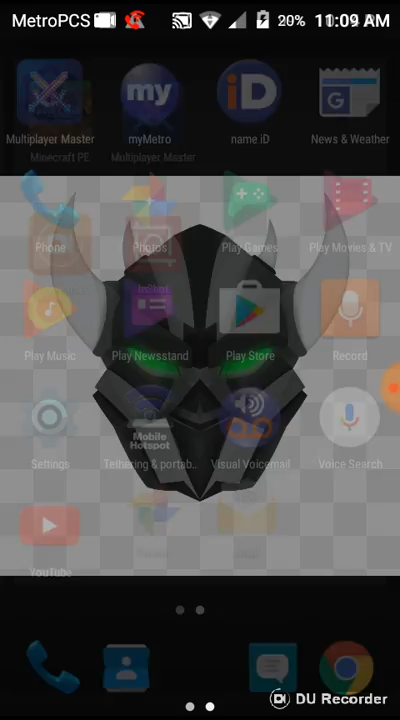 MetroPCS 20% 11:09 AM
my iD G
Multiplayer Master myMetro name iD News & Weather
Minecraft PE Multiplayer Master
Phone Photos Play Games Play Movies & TV
Play Music Play Newsstand Play Store Record
Mobile
HotSpot
Settings Tethering & portab.. Visual Voicemail Voice Search
YouTube
DU Recorder